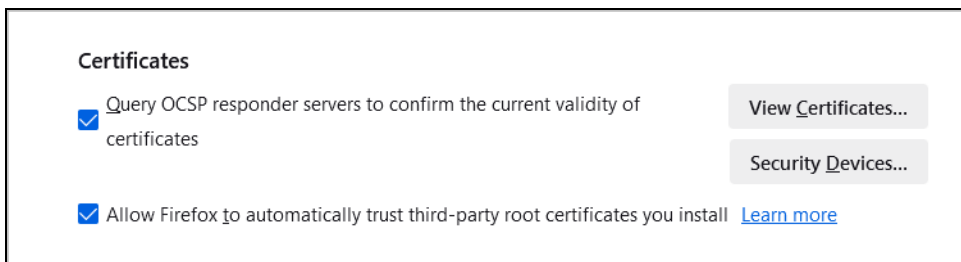 Certificates
Query OCSP responder servers to confirm the current validity of
certificates
View Certificates...
Security Devices...
Allow Firefox to automatically trust third-party root certificates you install Learn more